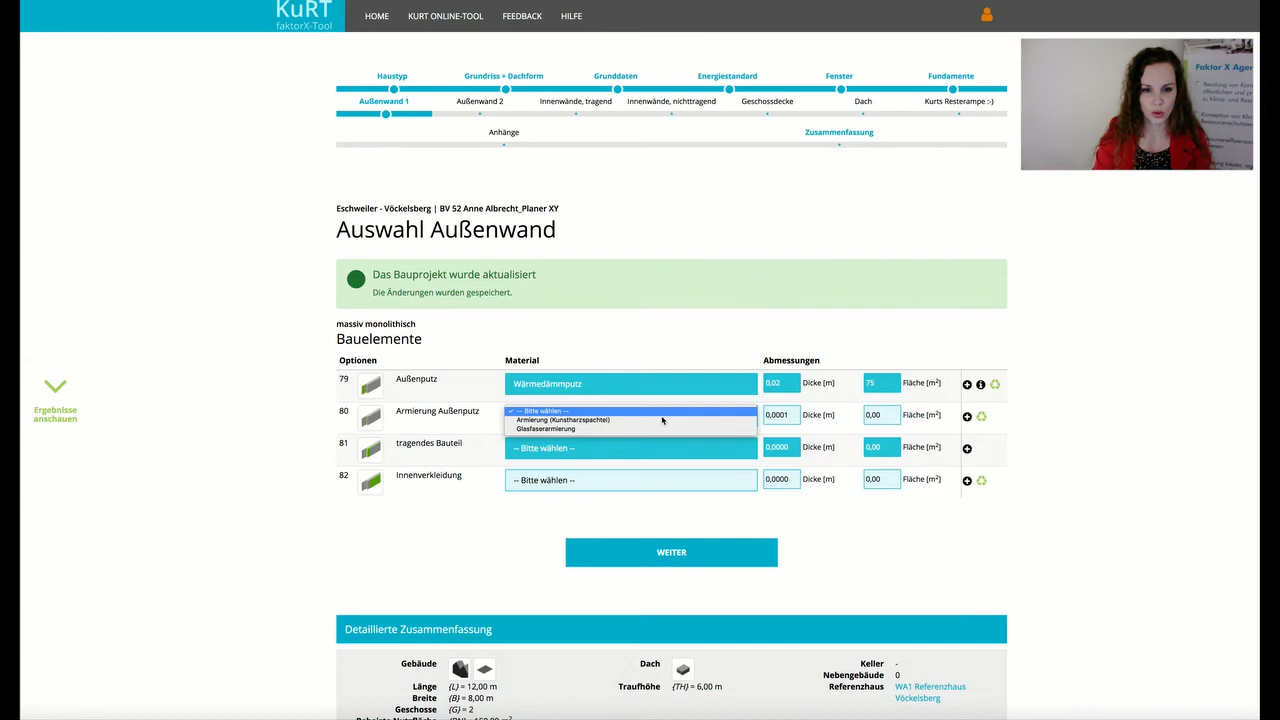 KuRT
faktorX-Tool
HOME KURT ONLINE-TOOL FEEDBACK HILFE
Haustyp Grundriss + Dachform Grunddaten Energiestandard Fenster Fundamente
Außenwand 1 Außenwand 2 Innenwände, tragend Innenwände, nichttragend Geschossdecke Dach Kurts Resterampe :-)
Anhänge Zusammenfassung
Faktor X Agen
Eschweiler - Vöckelsberg | BV 52 Anne Albrecht_Planer XY
Auswahl Außenwand
Das Bauprojekt wurde aktualisiert
Die Änderungen wurden gespeichert.
massiv monolithisch
Bauelemente
Optionen Material Abmessungen
79 Außenputz Wärmedämmputz 0,02 Dicke [m] 75 Fläche [m²]
80 Armierung Außenputz ✓ -- Bitte wählen -- 0,0001 Dicke [m] 0,00 Fläche [m²]
Armierung (Kunstharzspachtel)
Glasfaserarmierung
81 tragendes Bauteil -- Bitte wählen -- 0,0000 Dicke [m] 0,00 Fläche [m²]
82 Innenverkleidung -- Bitte wählen -- 0,0000 Dicke [m] 0,00 Fläche [m²]
Ergebnisse
anschauen
WEITER
Detaillierte Zusammenfassung
Gebäude Dach Keller -
Nebengebäude 0
Länge {L} = 12,00 m Traufhöhe {TH} = 6,00 m Referenzhaus WA1 Referenzhaus
Breite {B} = 8,00 m Vöckelsberg
Geschosse {G} = 2